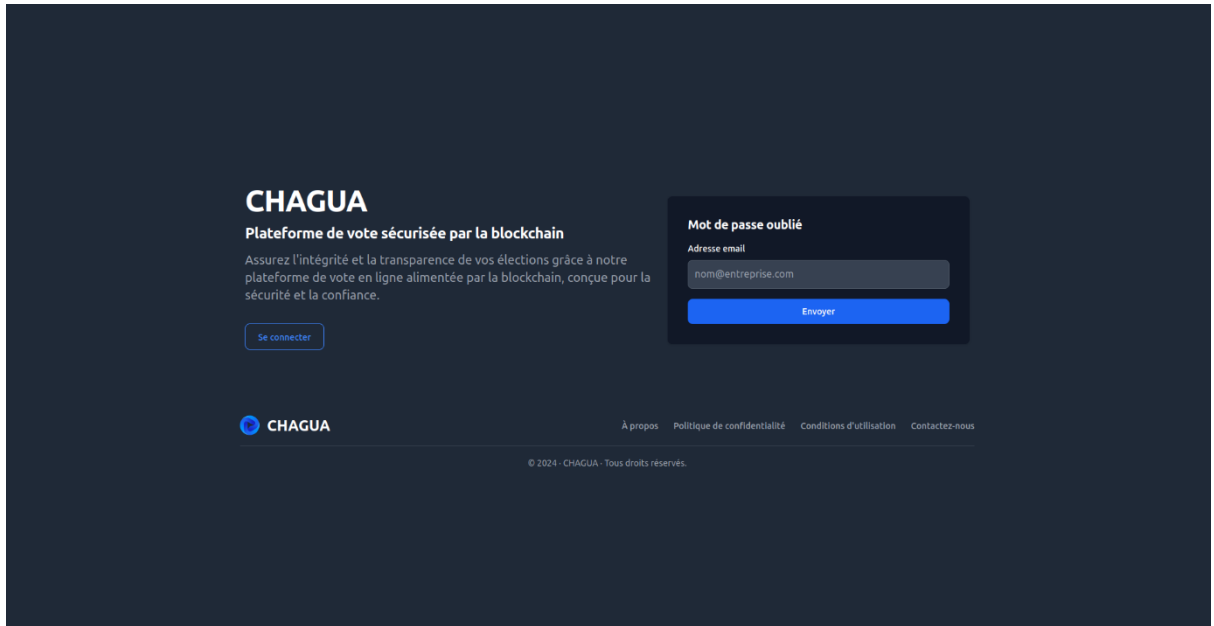 CHAGUA
Plateforme de vote sécurisée par la blockchain
Assurez l'intégrité et la transparence de vos élections grâce à notre
plateforme de vote en ligne alimentée par la blockchain, conçue pour la
sécurité et la confiance.
Se connecter
Mot de passe oublié
Adresse email
nom@entreprise.com
Envoyer
CHAGUA
À propos Politique de confidentialité Conditions d'utilisation Contactez-nous
© 2024 · CHAGUA · Tous droits réservés.